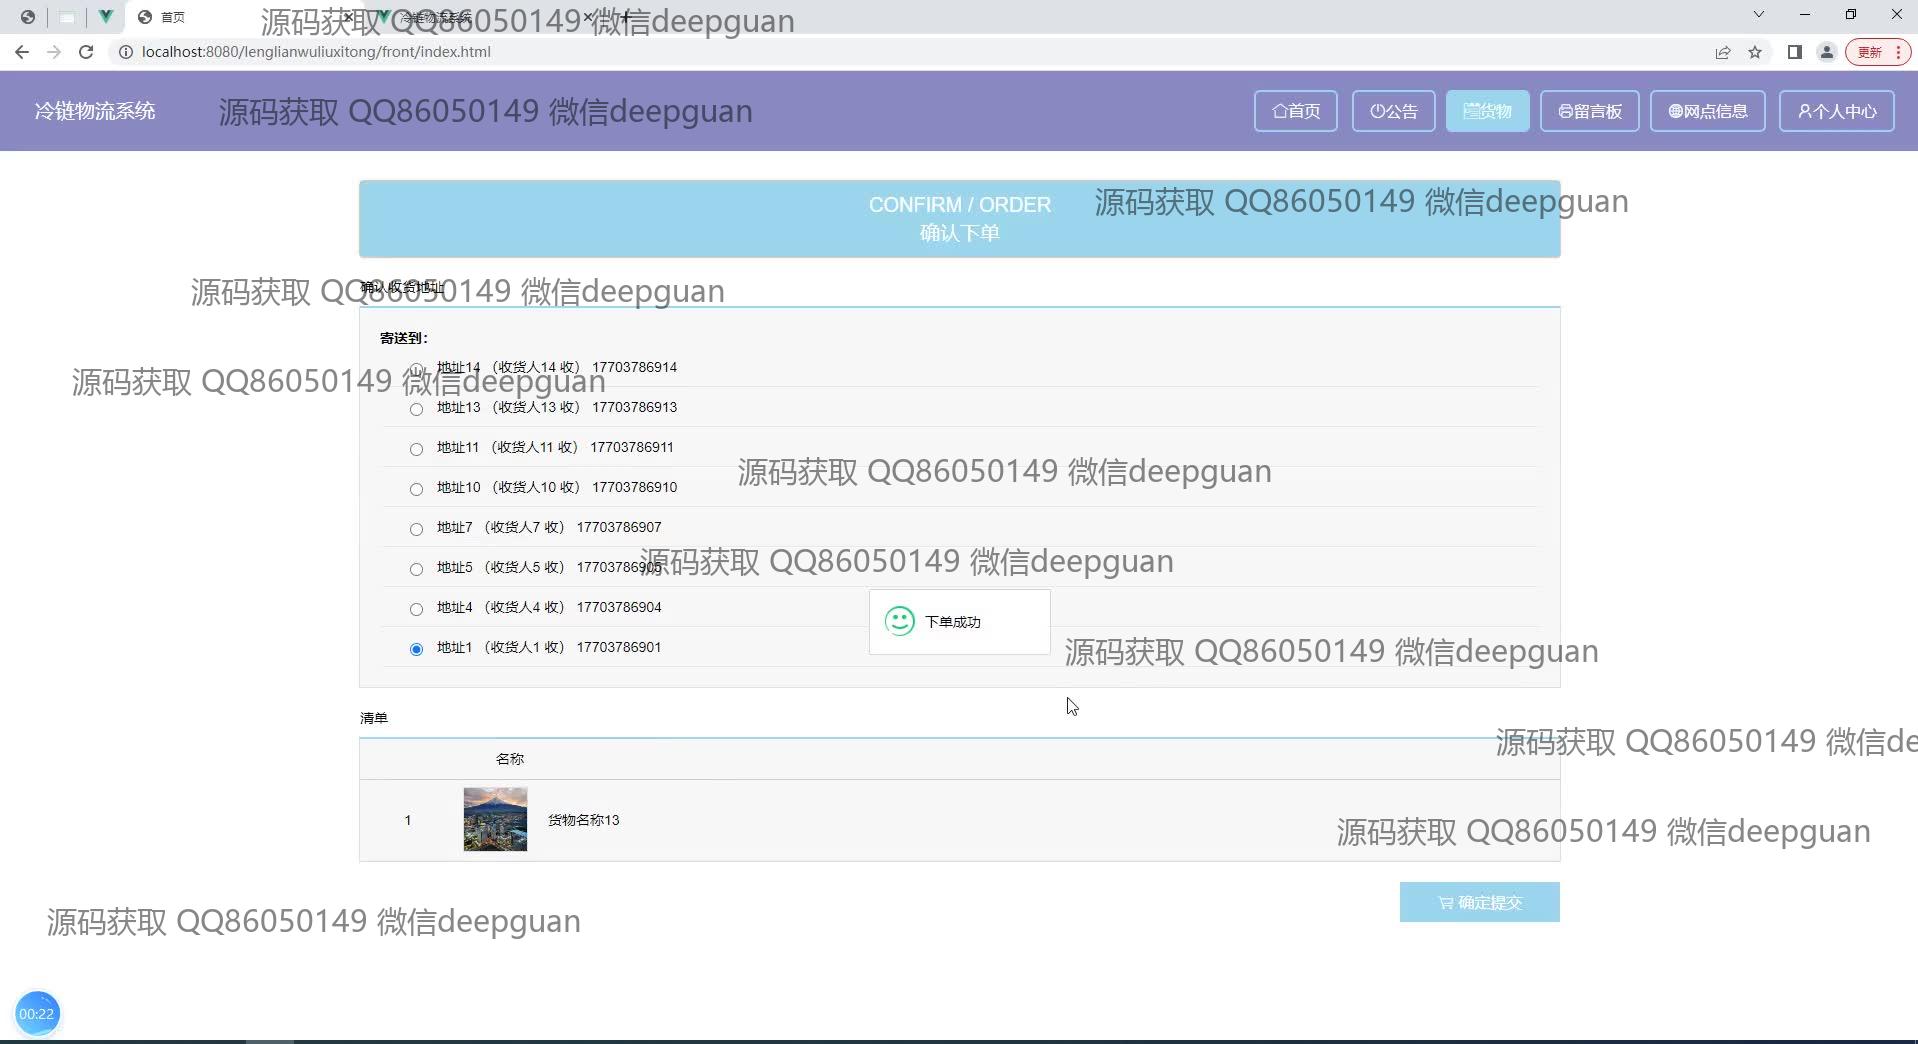 首页
冷链物流系统
源码获取 QQ86050149 微信deepguan
localhost:8080/lenglianwuliuxitong/front/index.html
更新
冷链物流系统
源码获取 QQ86050149 微信deepguan
首页
公告
货物
留言板
网点信息
个人中心
CONFIRM / ORDER
源码获取 QQ86050149 微信deepguan
确认下单
确认收货地址
源码获取 QQ86050149 微信deepguan
寄送到:
地址14 (收货人14 收) 17703786914
源码获取 QQ86050149 微信deepguan
地址13 (收货人13 收) 17703786913
地址11 (收货人11 收) 17703786911
源码获取 QQ86050149 微信deepguan
地址10 (收货人10 收) 17703786910
地址7 (收货人7 收) 17703786907
地址5 (收货人5 收) 17703786905
源码获取 QQ86050149 微信deepguan
地址4 (收货人4 收) 17703786904
下单成功
地址1 (收货人1 收) 17703786901
源码获取 QQ86050149 微信deepguan
清单
源码获取 QQ86050149 微信de
名称
1 货物名称13
源码获取 QQ86050149 微信deepguan
确定提交
源码获取 QQ86050149 微信deepguan
00:22